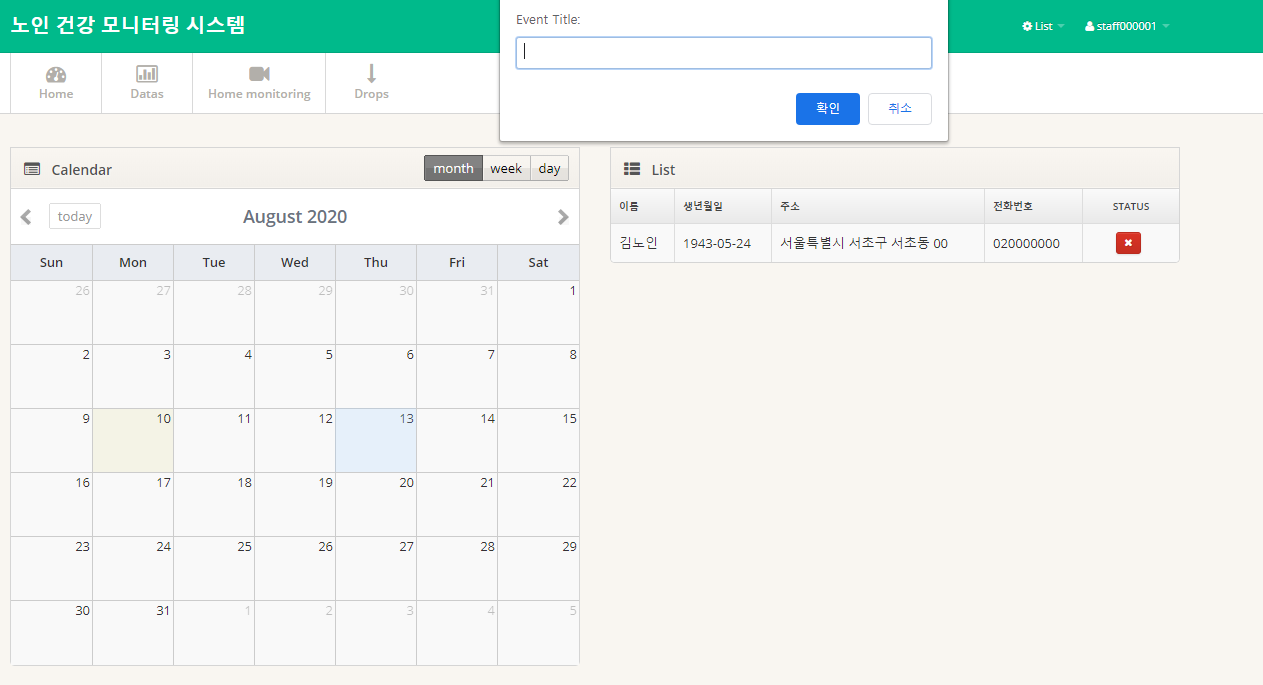 노인 건강 모니터링 시스템
List
staff000001
Event Title:
확인 취소
Home Datas Home monitoring Drops
Calendar
month week day
today
August 2020
Sun Mon Tue Wed Thu Fri Sat
26 27 28 29 30 31 1
2 3 4 5 6 7 8
9 10 11 12 13 14 15
16 17 18 19 20 21 22
23 24 25 26 27 28 29
30 31 1 2 3 4 5
List
이름 생년월일 주소 전화번호 STATUS
김노인 1943-05-24 서울특별시 서초구 서초동 00 020000000